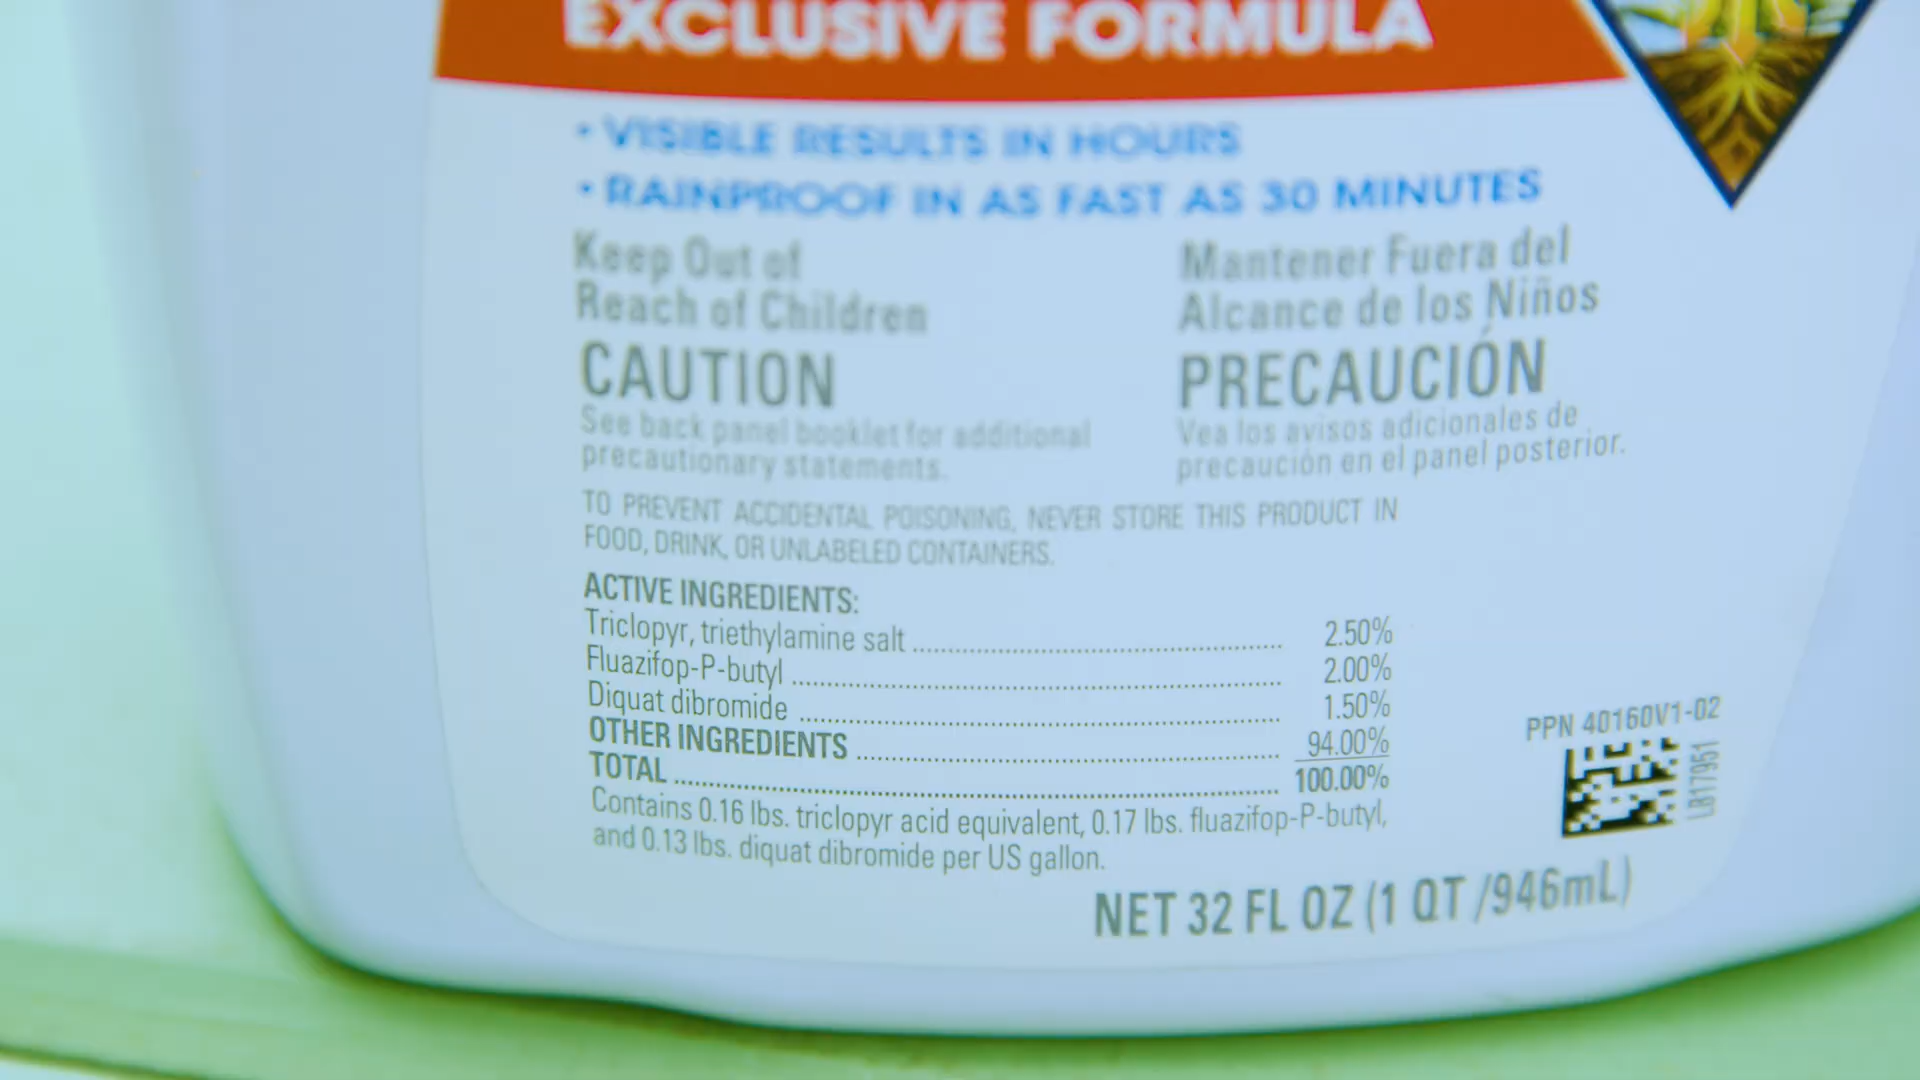 EXCLUSIVE FORMULA
• VISIBLE RESULTS IN HOURS
• RAINPROOF IN AS FAST AS 30 MINUTES
Keep Out of
Reach of Children
CAUTION
See back panel booklet for additional
precautionary statements.
Mantener Fuera del
Alcance de los Niños
PRECAUCIÓN
Vea los avisos adicionales de
precaución en el panel posterior.
TO PREVENT ACCIDENTAL POISONING, NEVER STORE THIS PRODUCT IN
FOOD, DRINK, OR UNLABELED CONTAINERS.
ACTIVE INGREDIENTS:
Triclopyr, triethylamine salt ........ 2.50%
Fluazifop-P-butyl ........ 2.00%
Diquat dibromide ........ 1.50%
OTHER INGREDIENTS ........ 94.00%
TOTAL ........ 100.00%
Contains 0.16 lbs. triclopyr acid equivalent, 0.17 lbs. fluazifop-P-butyl,
and 0.13 lbs. diquat dibromide per US gallon.
PPN 40160V1-02
LB17951
NET 32 FL OZ (1 QT /946mL)